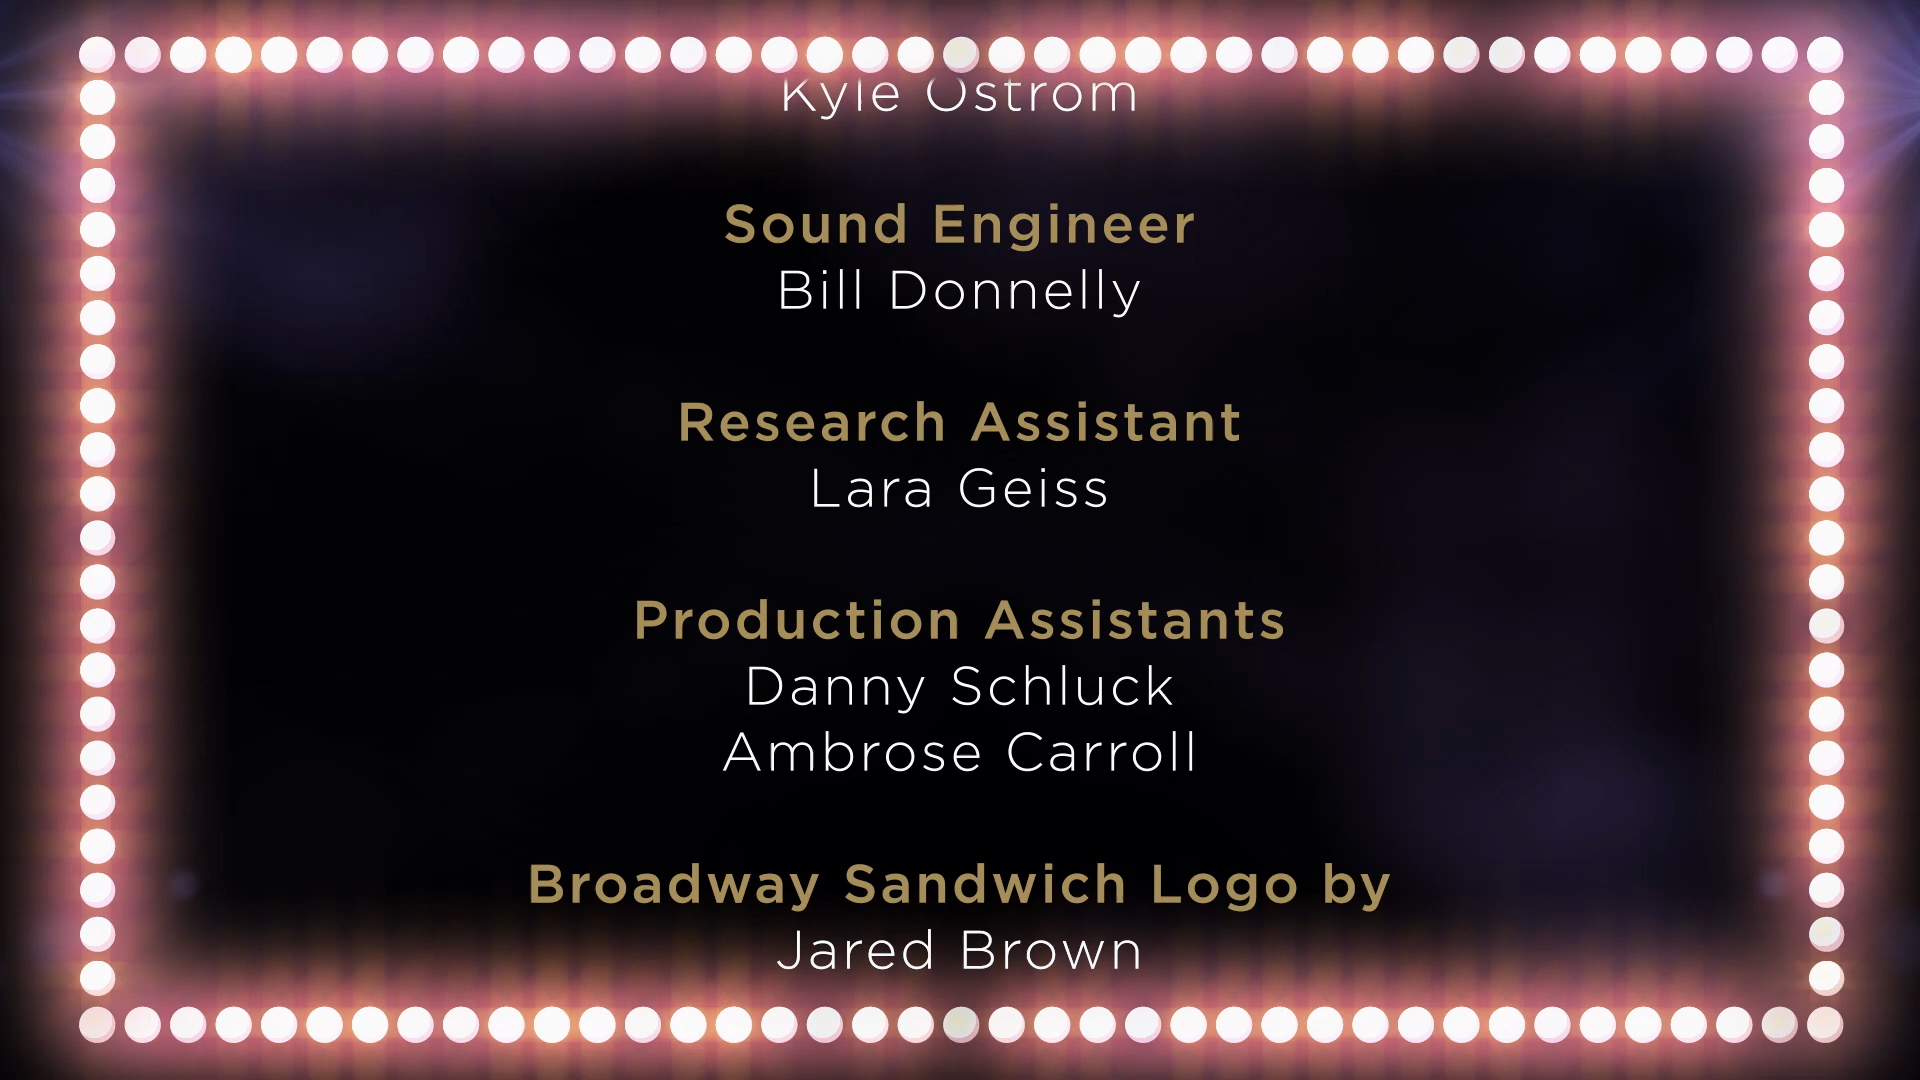 Kyle Ostrom
Sound Engineer
Bill Donnelly
Research Assistant
Lara Geiss
Production Assistants
Danny Schluck
Ambrose Carroll
Broadway Sandwich Logo by
Jared Brown